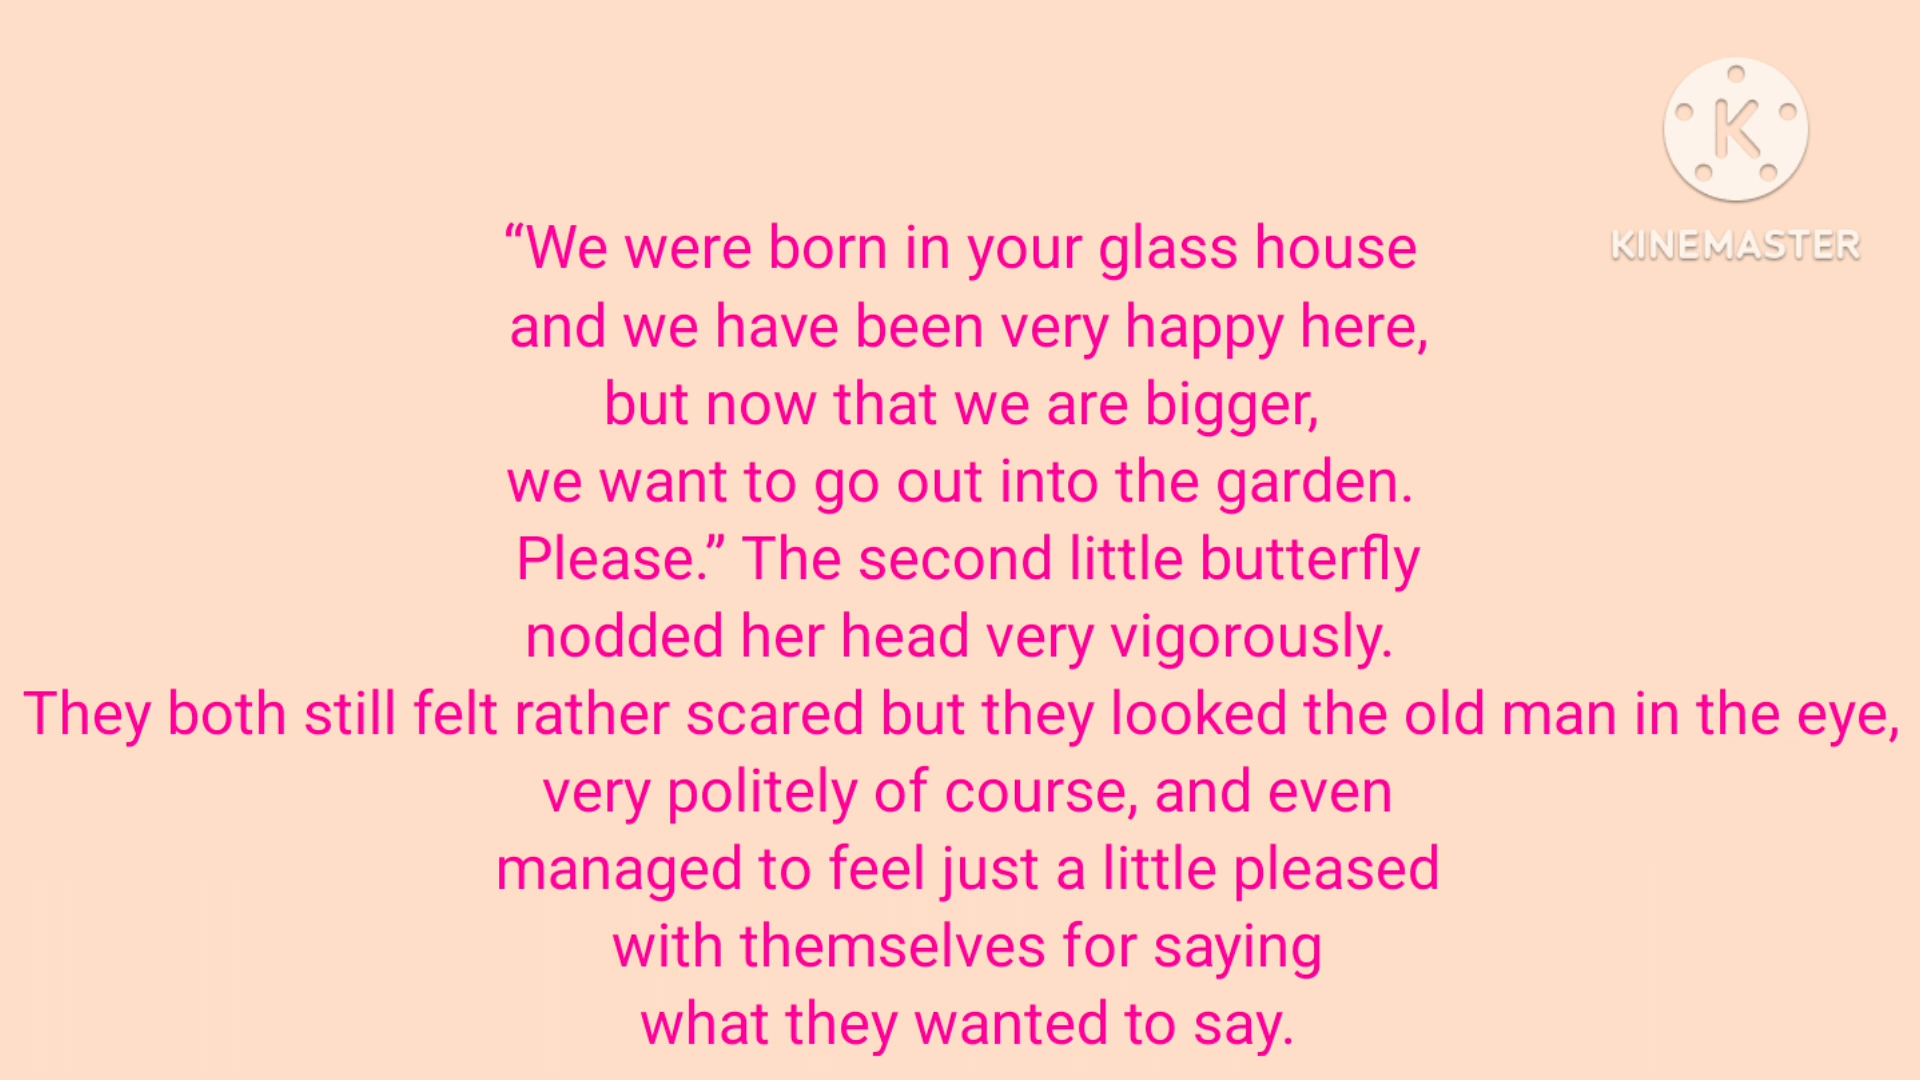 K
KINEMASTER
“We were born in your glass house
and we have been very happy here,
but now that we are bigger,
we want to go out into the garden.
Please.” The second little butterfly
nodded her head very vigorously.
They both still felt rather scared but they looked the old man in the eye,
very politely of course, and even
managed to feel just a little pleased
with themselves for saying
what they wanted to say.